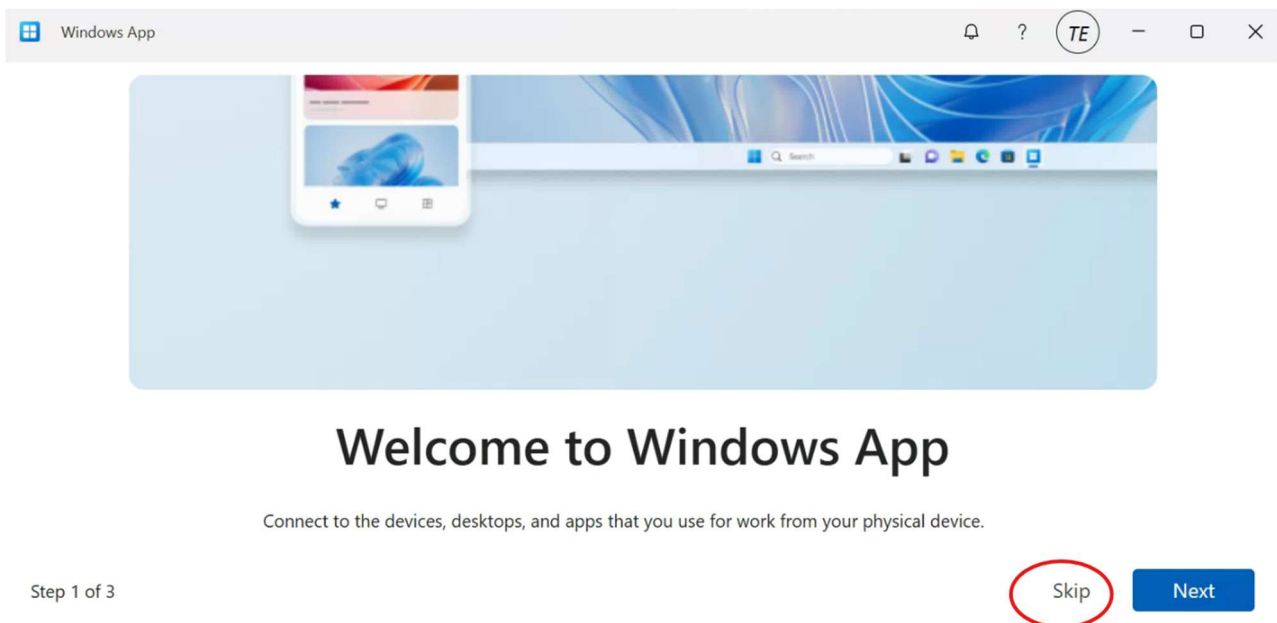 Windows App
?
TE
Search
Welcome to Windows App
Connect to the devices, desktops, and apps that you use for work from your physical device.
Step 1 of 3
Skip
Next